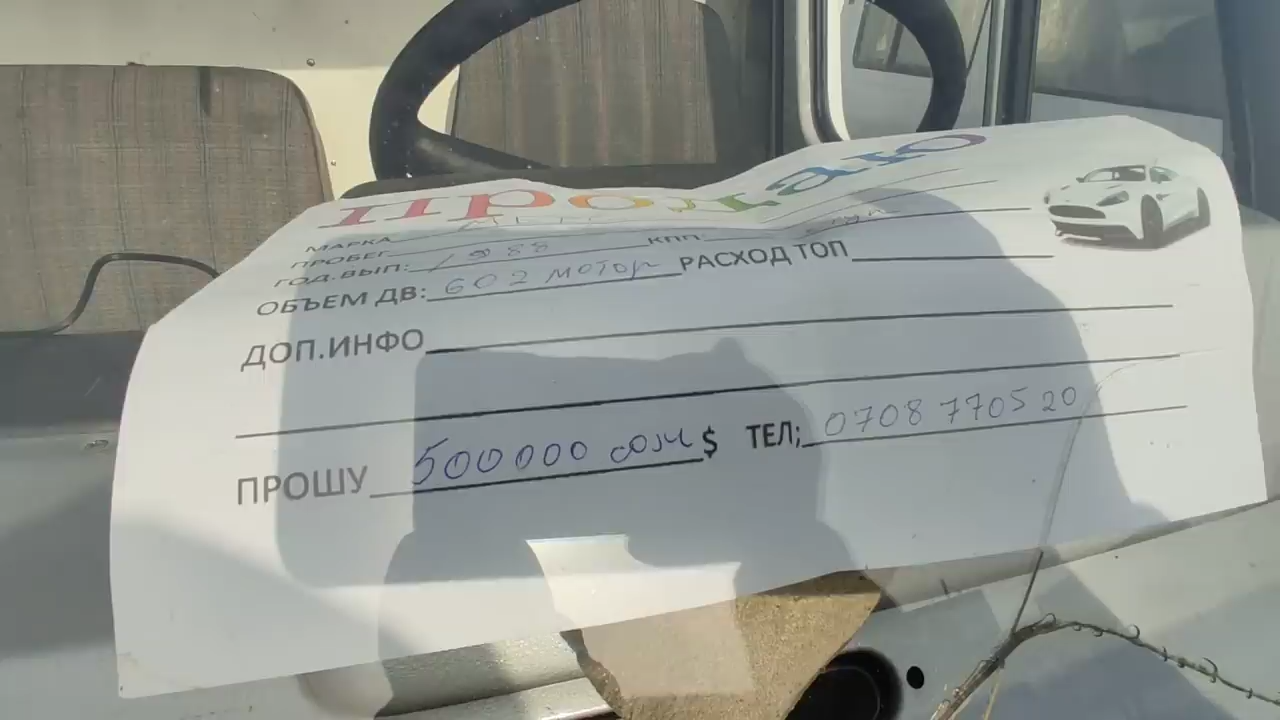 Продаю
МАРКА
ПРОБЕГ КПП:
ГОД.ВЫП: 1988
ОБЪЕМ ДВ: 602 мотор РАСХОД ТОП
ДОП.ИНФО
ПРОШУ 500000 сом $ ТЕЛ; 0708 770520